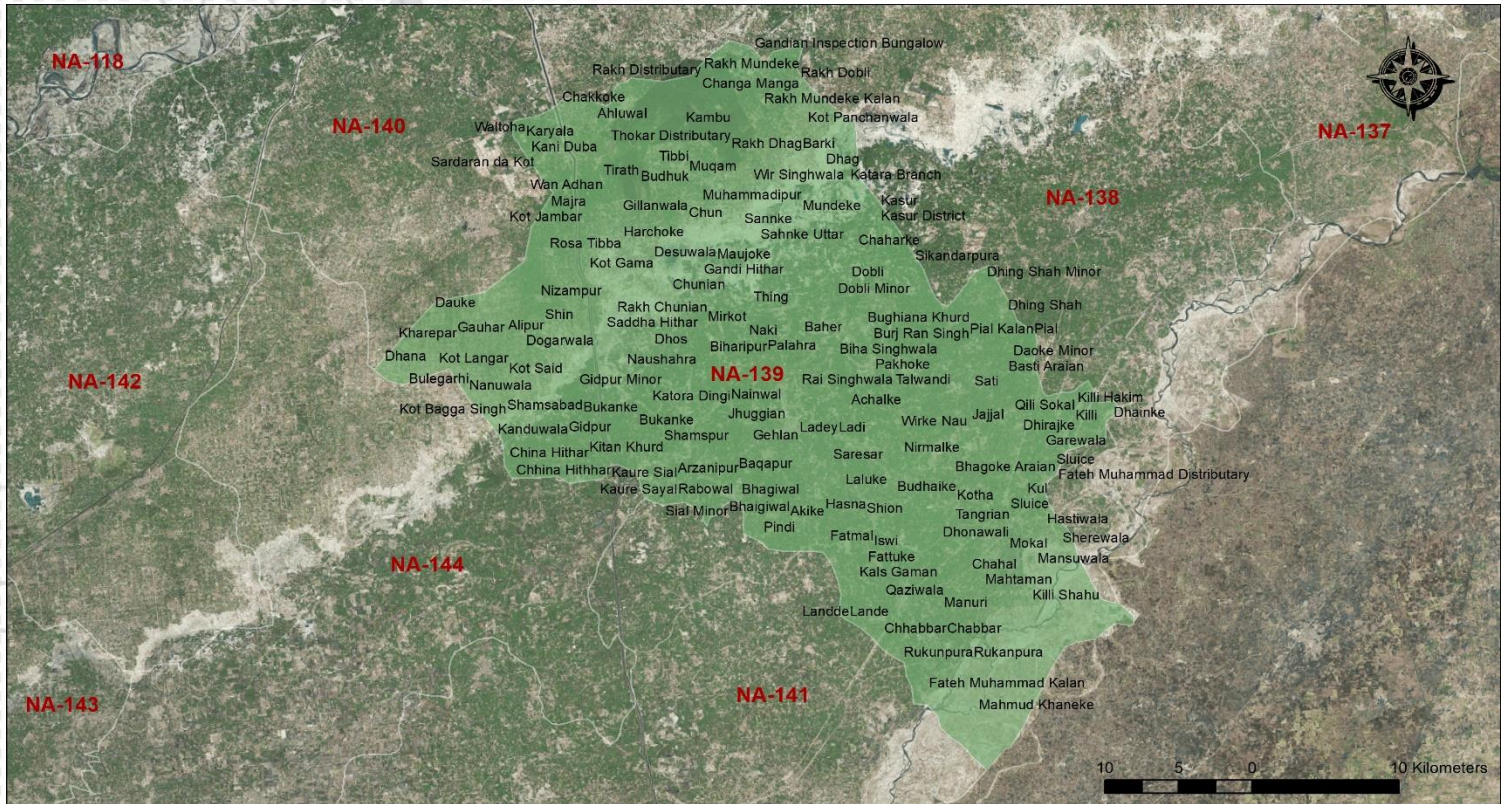 Gandian Inspection Bungalow
NA-118
Rakh Distributary
Rakh Mundeke
Rakh Dobli
Changa Manga
Chakkoke
Rakh Mundeke Kalan
Ahluwal
Kambu
Kot Panchanwala
NA-140
Waltoha
Karyala
NA-137
Thokar Distributary
Kani Duba
Rakh Dhag
Barki
Sardaran da Kot
Tibbi
Dhag
Tirath
Muqam
Budhuk
Wir Singhwala
Katara Branch
Wan Adhan
Muhammadipur
NA-138
Majra
Kasur
Gillanwala
Mundeke
Kot Jambar
Chun
Kasur District
Sannke
Harchoke
Sahnke Uttar
Rosa Tibba
Chaharke
Desuwala
Maujoke
Sikandarpura
Kot Gama
Gandi Hithar
Dobli
Dhing Shah Minor
Chunian
Dobli Minor
Nizampur
Thing
Dauke
Rakh Chunian
Dhing Shah
Shin
Mirkot
Bughiana Khurd
Saddha Hithar
Kharepar
Gauhar
Alipur
Naki
Baher
Burj Ran Singh
Pial Kalan
Pial
Dogarwala
Dhos
Biharipur
Palahra
Biha Singhwala
Daoke Minor
Dhana
Kot Langar
Naushahra
Pakhoke
Basti Araian
Kot Said
NA-139
NA-142
Bulegarhi
Nanuwala
Gidpur Minor
Rai Singhwala
Talwandi
Sati
Katora Dingi
Nainwal
Achalke
Killi Hakim
Kot Bagga Singh
Shamsabad
Bukanke
Qili Sokal
Jhuggian
Jajjal
Killi
Dhainke
Bukanke
Wirke Nau
Kanduwala
Gidpur
Ladey
Ladi
Dhirajke
Shamspur
Gehlan
Garewala
China Hithar
Kitan Khurd
Saresar
Nirmalke
Sluice
Chhina Hithhar
Kaure Sial
Arzanipur
Baqapur
Bhagoke Araian
Fateh Muhammad Distributary
Kaure Sayal
Rabowal
Bhagiwal
Laluke
Budhaike
Kotha
Kul
Sial Minor
Bhaigiwal
Akike
Hasna
Shion
Sluice
Pindi
Tangrian
Hastiwala
Fatmal
Iswi
Dhonawali
Mokal
Sherewala
Fattuke
Mansuwala
NA-144
Kals Gaman
Chahal
Mahtaman
Qaziwala
Killi Shahu
Manuri
Landde
Lande
Chhabbar
Chabbar
Rukunpura
Rukanpura
Fateh Muhammad Kalan
NA-143
NA-141
Mahmud Khaneke
10 5 0 10 Kilometers